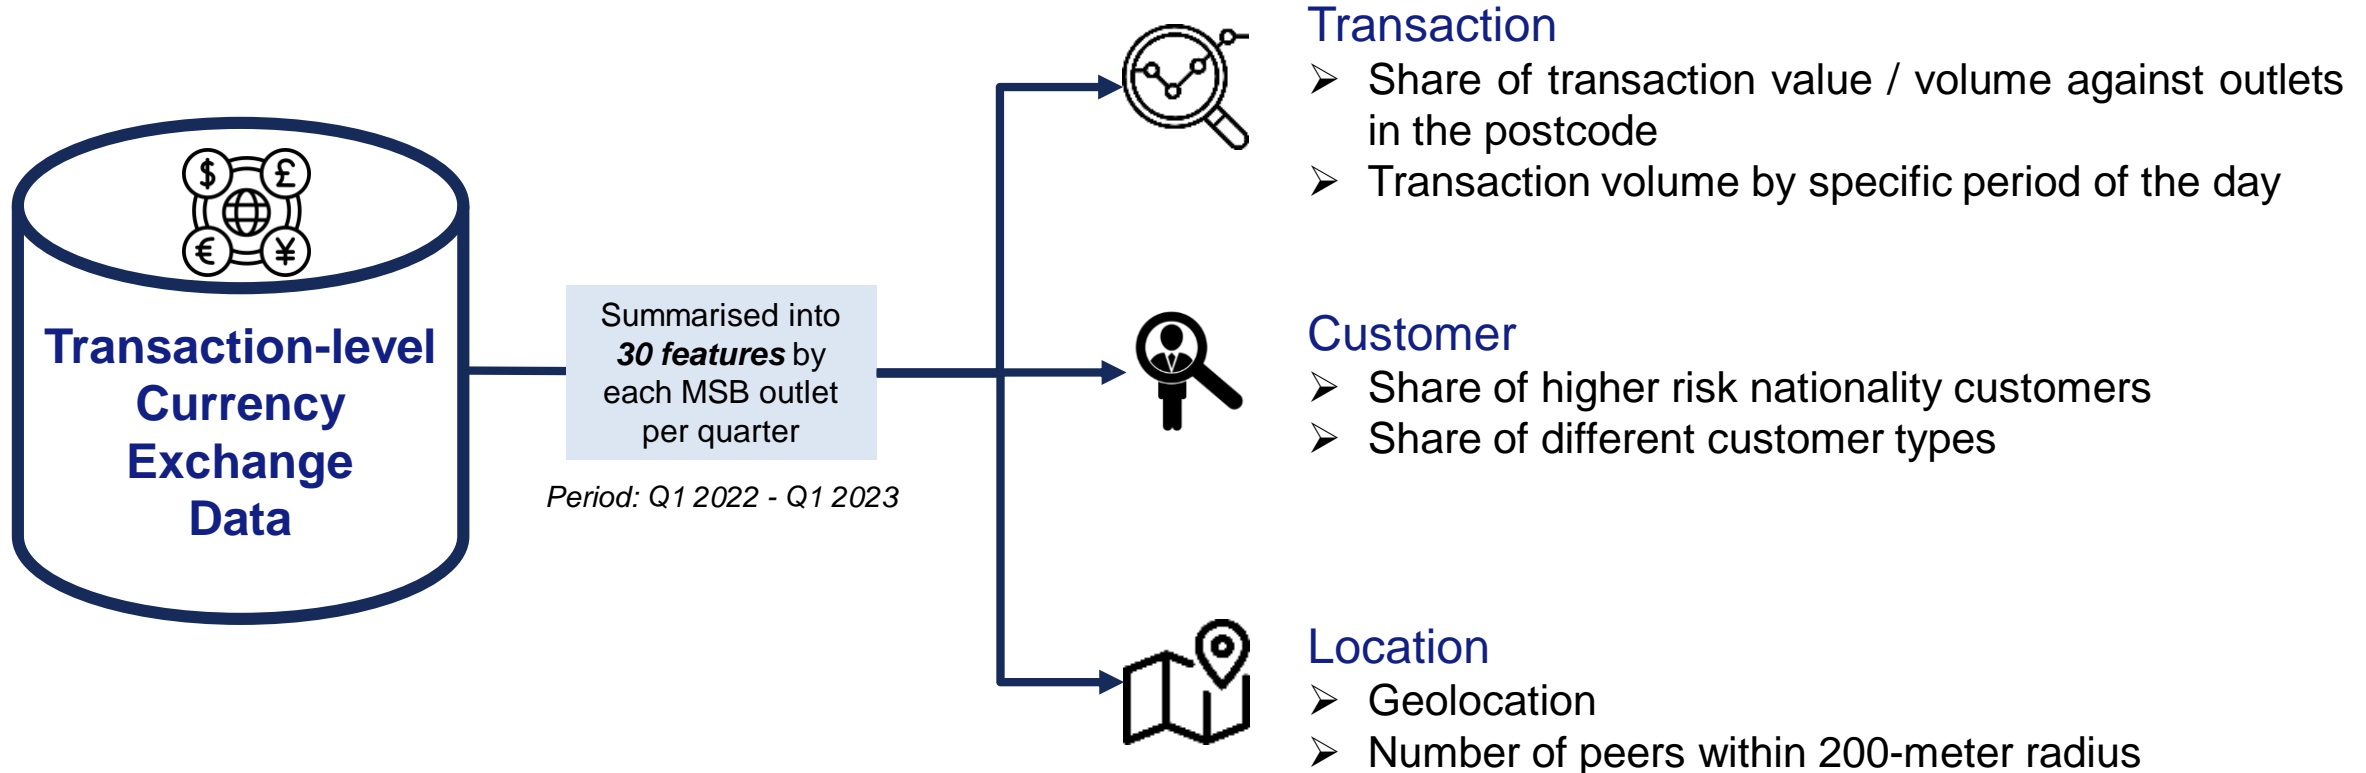 $ £
€ ¥
Transaction-level
Currency
Exchange
Data
Summarised into
30 features by
each MSB outlet
per quarter
Period: Q1 2022 - Q1 2023
Transaction
➢ Share of transaction value / volume against outlets
in the postcode
➢ Transaction volume by specific period of the day
Customer
➢ Share of higher risk nationality customers
➢ Share of different customer types
Location
➢ Geolocation
➢ Number of peers within 200-meter radius